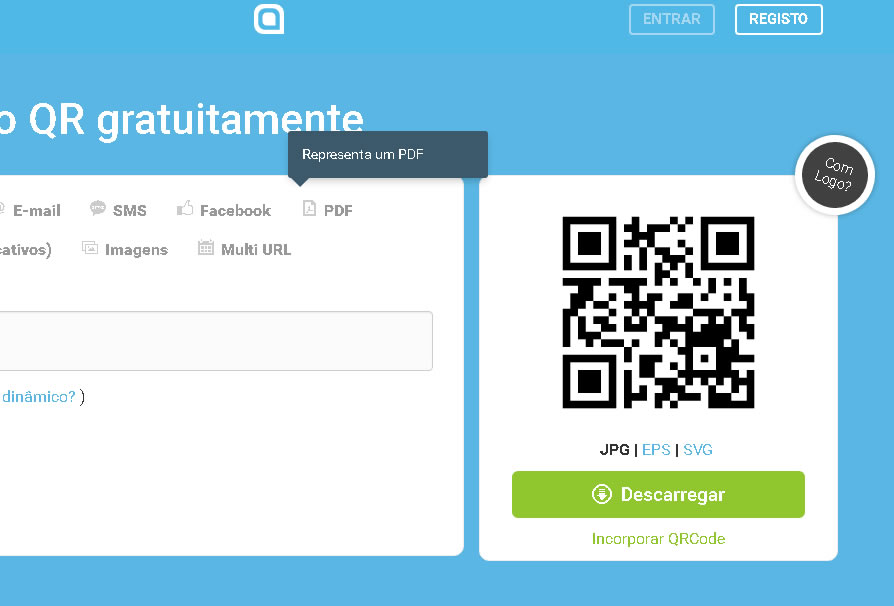 ENTRAR REGISTO
o QR gratuitamente
Representa um PDF
Com
Logo?
E-mail SMS Facebook PDF
cativos) Imagens Multi URL
dinâmico? )
JPG | EPS | SVG
Descarregar
Incorporar QRCode